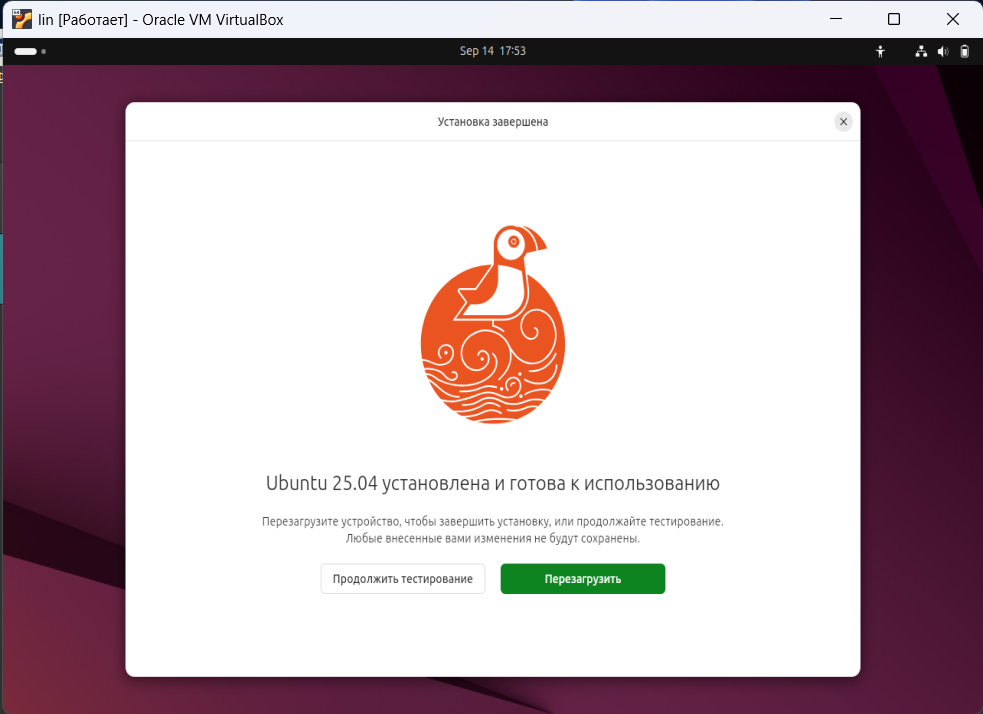 lin [Работает] - Oracle VM VirtualBox
Sep 14 17:53
Установка завершена
Ubuntu 25.04 установлена и готова к использованию
Перезагрузите устройство, чтобы завершить установку, или продолжайте тестирование.
Любые внесенные вами изменения не будут сохранены.
Продолжить тестирование
Перезагрузить